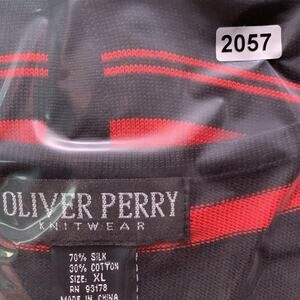 2057
OLIVER PERRY
KNITWEAR
70% SILK
30% COTTON
SIZE: XL
RN 93178
MADE IN CHINA